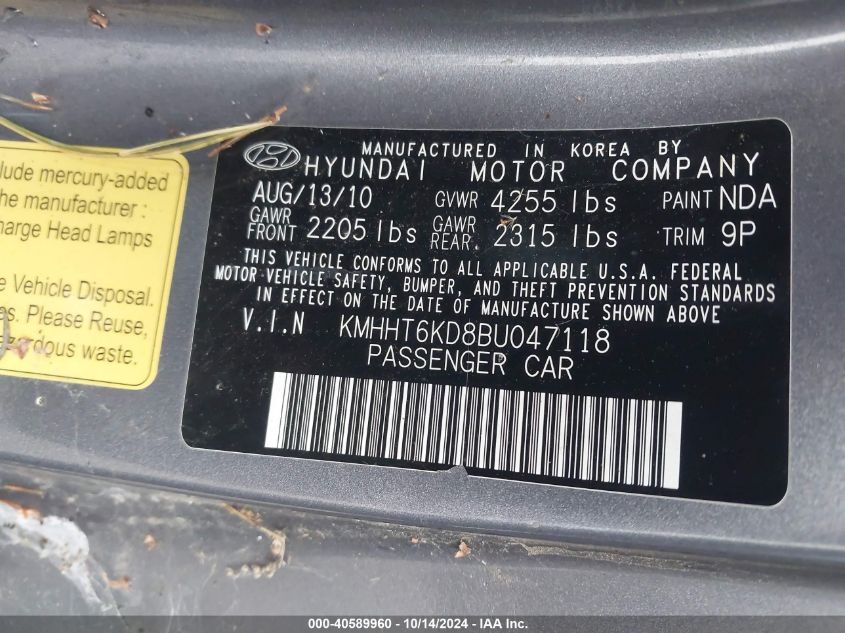 clude mercury-added
he manufacturer :
harge Head Lamps
e Vehicle Disposal.
es. Please Reuse,
zardous waste.
MANUFACTURED IN KOREA BY
HYUNDAI MOTOR COMPANY
AUG/13/10 GVWR 4255 lbs PAINT NDA
GAWR FRONT 2205 lbs GAWR REAR. 2315 lbs TRIM 9P
THIS VEHICLE CONFORMS TO ALL APPLICABLE U.S.A. FEDERAL
MOTOR VEHICLE SAFETY, BUMPER, AND THEFT PREVENTION STANDARDS
IN EFFECT ON THE DATE OF MANUFACTURE SHOWN ABOVE
V.I.N KMHHT6KD8BU047118
PASSENGER CAR
000-40589960 - 10/14/2024 - IAA Inc.